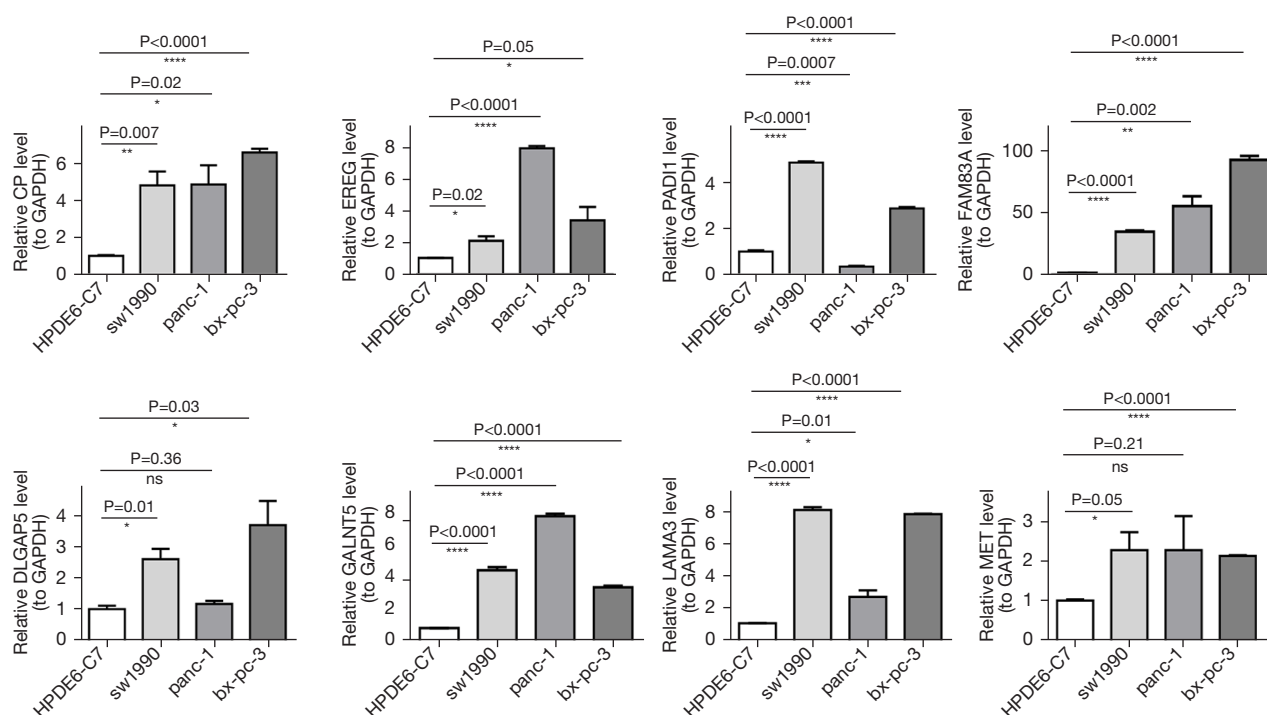 P<0.0001
****
P=0.02
*
P=0.007
**
Relative CP level
(to GAPDH)
6
4
2
0
HPDE6-C7
sw1990
panc-1
bx-pc-3
P=0.05
*
P<0.0001
****
P=0.02
*
Relative EREG level
(to GAPDH)
8
6
4
2
0
HPDE6-C7
sw1990
panc-1
bx-pc-3
P<0.0001
****
P=0.0007
***
P<0.0001
****
Relative PADI1 level
(to GAPDH)
4
2
0
HPDE6-C7
sw1990
panc-1
bx-pc-3
P<0.0001
****
P=0.002
**
P<0.0001
****
Relative FAM83A level
(to GAPDH)
100
50
0
HPDE6-C7
sw1990
panc-1
bx-pc-3
P=0.03
*
P=0.36
ns
P=0.01
*
Relative DLGAP5 level
(to GAPDH)
4
3
2
1
0
HPDE6-C7
sw1990
panc-1
bx-pc-3
P<0.0001
****
P<0.0001
****
P<0.0001
****
Relative GALNT5 level
(to GAPDH)
8
6
4
2
0
HPDE6-C7
sw1990
panc-1
bx-pc-3
P<0.0001
****
P=0.01
*
P<0.0001
****
Relative LAMA3 level
(to GAPDH)
8
6
4
2
0
HPDE6-C7
sw1990
panc-1
bx-pc-3
P<0.0001
****
P=0.21
ns
P=0.05
*
Relative MET level
(to GAPDH)
3
2
1
0
HPDE6-C7
sw1990
panc-1
bx-pc-3